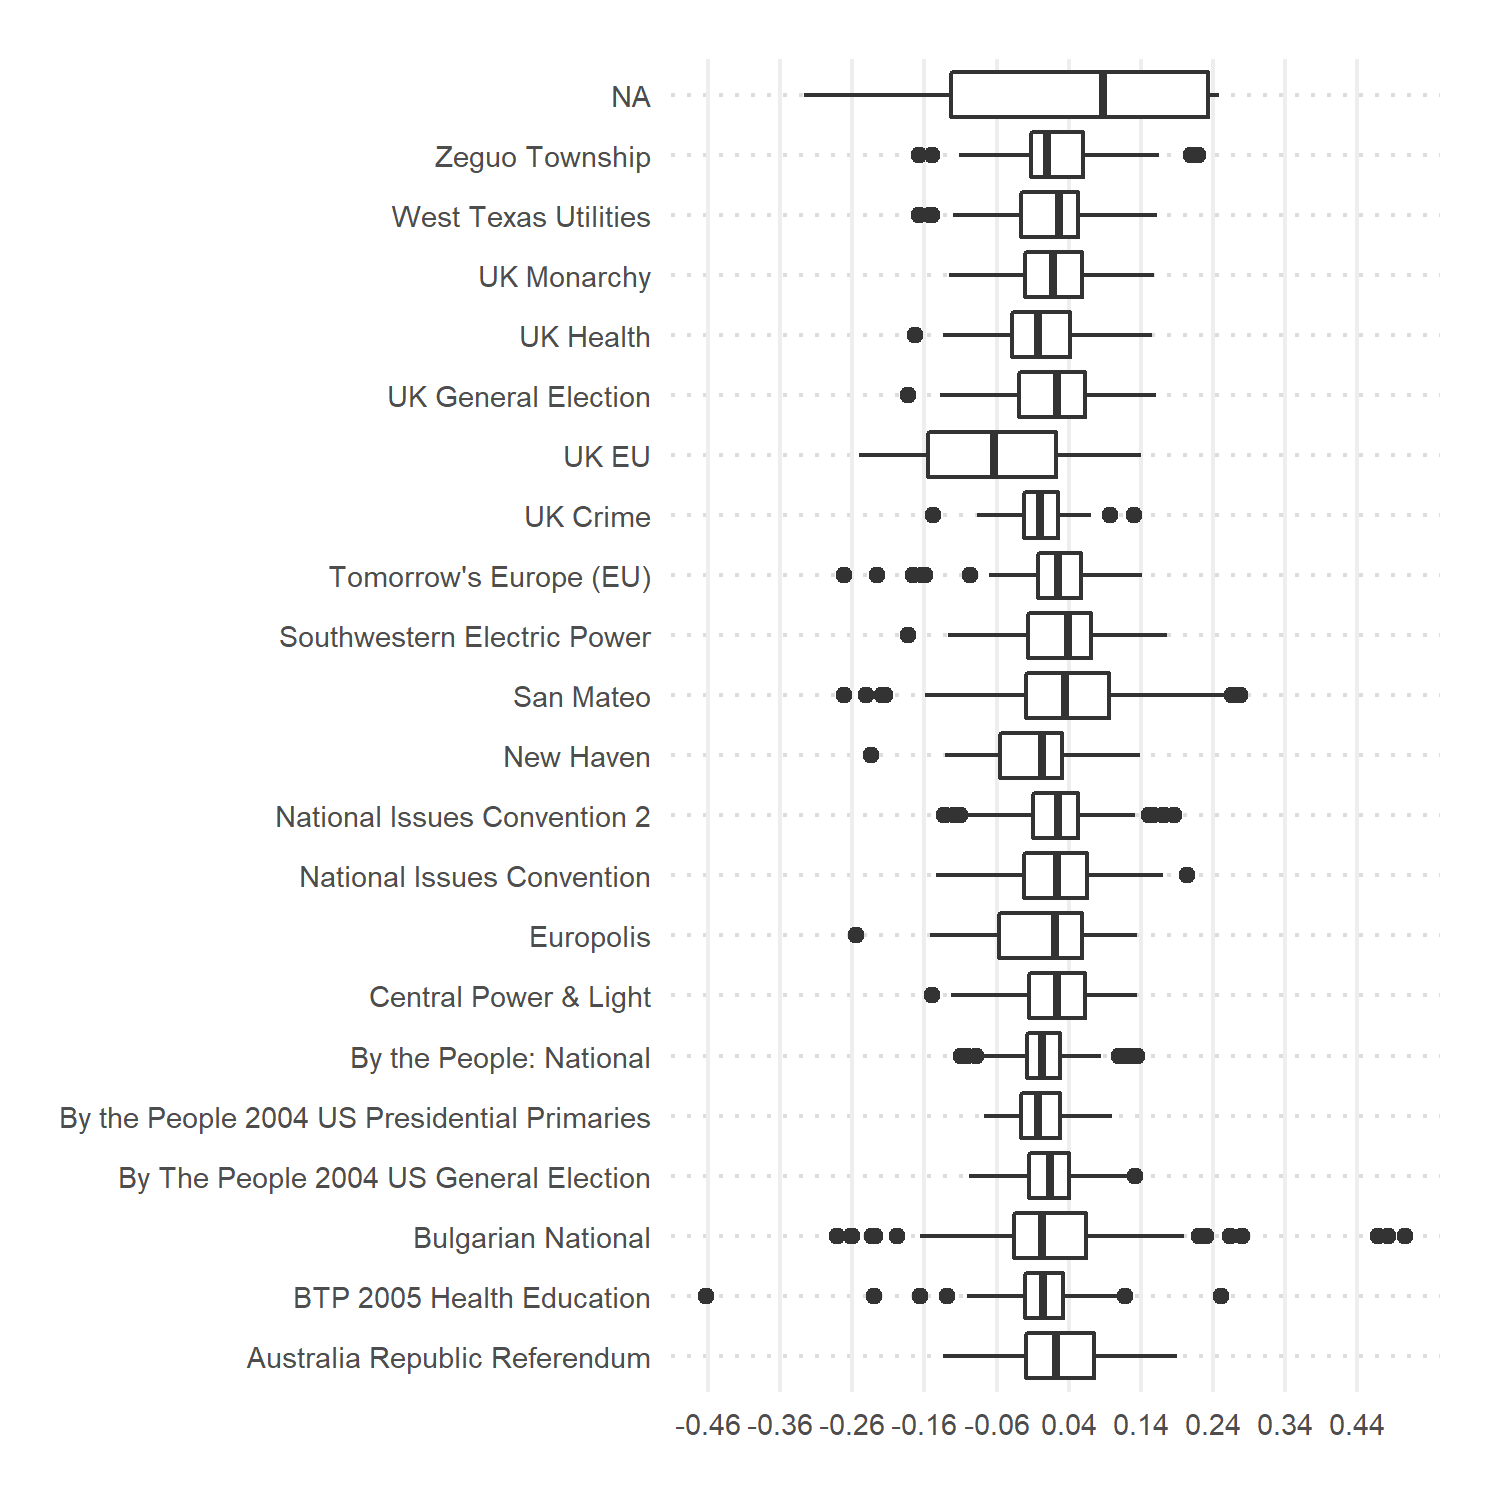 NA
Zeguo Township
West Texas Utilities
UK Monarchy
UK Health
UK General Election
UK EU
UK Crime
Tomorrow's Europe (EU)
Southwestern Electric Power
San Mateo
New Haven
National Issues Convention 2
National Issues Convention
Europolis
Central Power & Light
By the People: National
By the People 2004 US Presidential Primaries
By The People 2004 US General Election
Bulgarian National
BTP 2005 Health Education
Australia Republic Referendum
-0.46 -0.36 -0.26 -0.16 -0.06 0.04 0.14 0.24 0.34 0.44